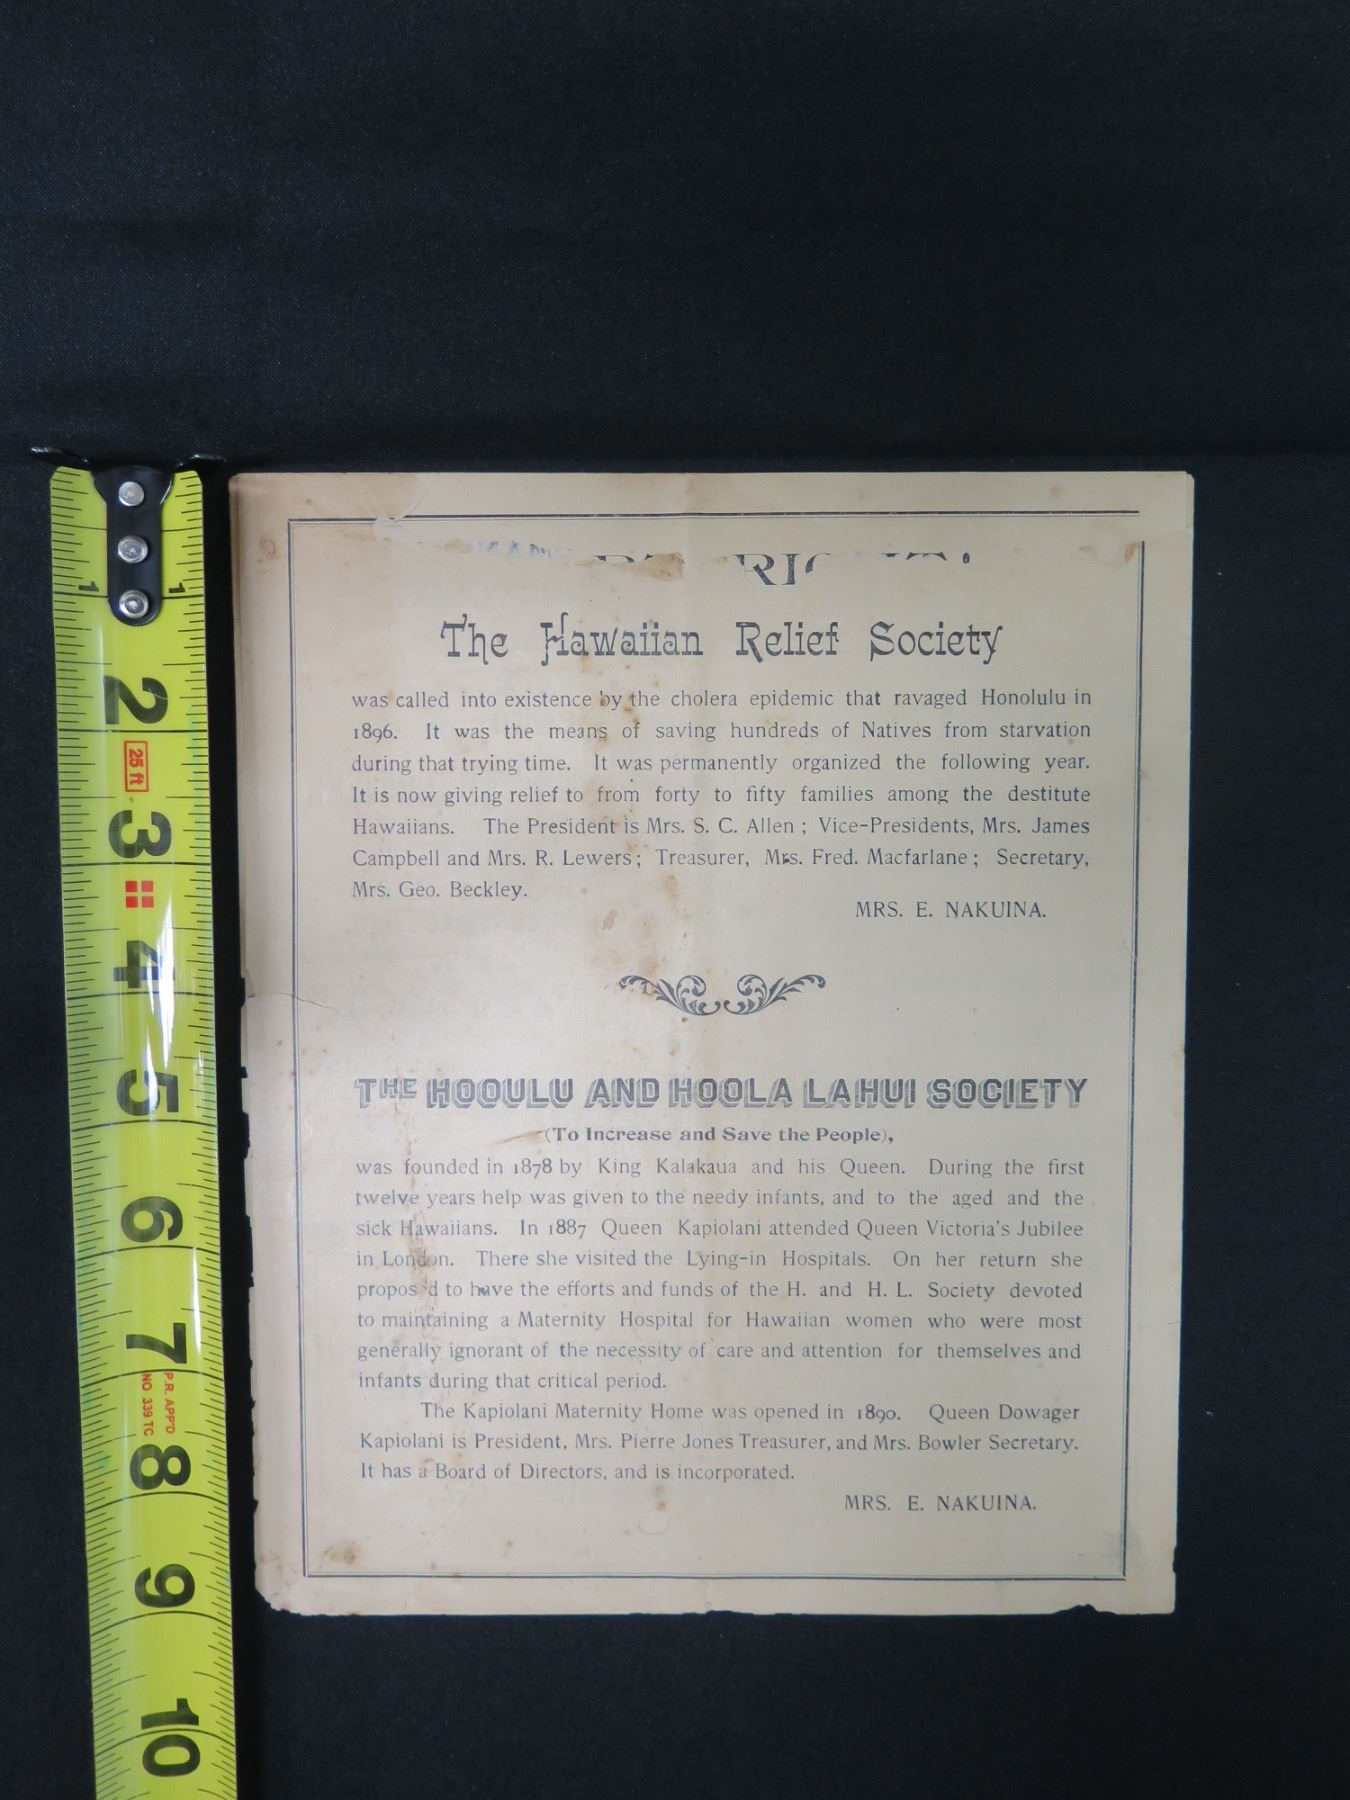 The Hawaiian Relief Society
was called into existence by the cholera epidemic that ravaged Honolulu in
1896. It was the means of saving hundreds of Natives from starvation
during that trying time. It was permanently organized the following year.
It is now giving relief to from forty to fifty families among the destitute
Hawaiians. The President is Mrs. S. C. Allen ; Vice-Presidents, Mrs. James
Campbell and Mrs. R. Lewers ; Treasurer, Mrs. Fred. Macfarlane ; Secretary,
Mrs. Geo. Beckley.
MRS. E. NAKUINA.
THE HOOULU AND HOOLA LAHUI SOCIETY
(To Increase and Save the People),
was founded in 1878 by King Kalakaua and his Queen. During the first
twelve years help was given to the needy infants, and to the aged and the
sick Hawaiians. In 1887 Queen Kapiolani attended Queen Victoria's Jubilee
in London. There she visited the Lying-in Hospitals. On her return she
propos d to have the efforts and funds of the H. and H. L. Society devoted
to maintaining a Maternity Hospital for Hawaiian women who were most
generally ignorant of the necessity of care and attention for themselves and
infants during that critical period.
The Kapiolani Maternity Home was opened in 1890. Queen Dowager
Kapiolani is President, Mrs. Pierre Jones Treasurer, and Mrs. Bowler Secretary.
It has a Board of Directors, and is incorporated.
MRS. E. NAKUINA.
1 1
2
25 ft
3
4
5
6
7
P.R. APP'D
NO 339 TC
8
9
10